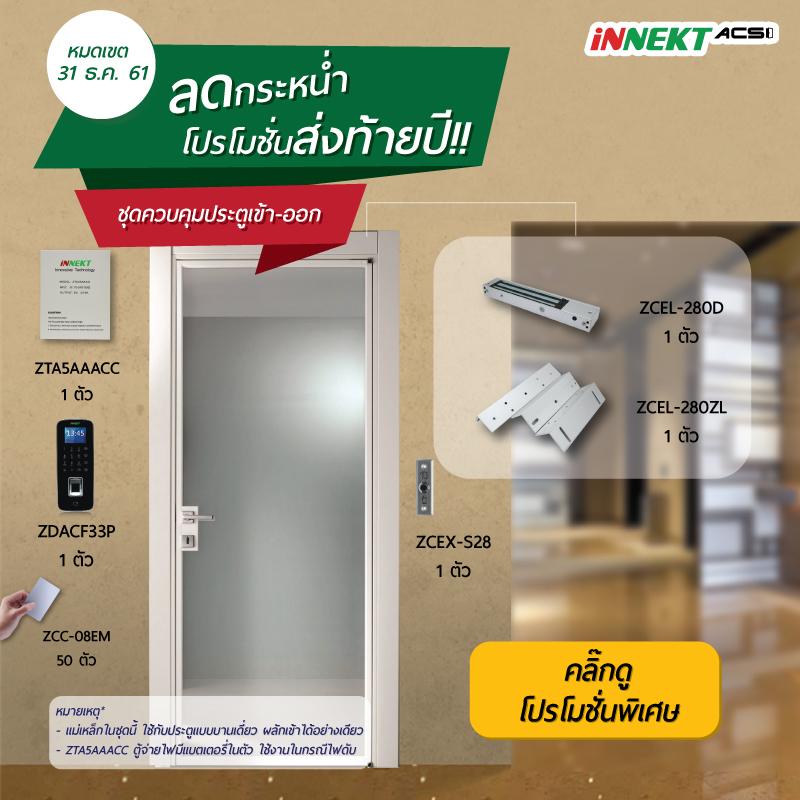 หมดเขต
31 ธ.ค. 61
iNNEKT ACS
ลดกระหน่ำ
โปรโมชั่นส่งท้ายปี!!
ชุดควบคุมประตูเข้า-ออก
iNNEKT
Innovative Technology
ZTA5AAACC
1 ตัว
iNNEKT
13:45
ZDACF33P
1 ตัว
ZCC-08EM
50 ตัว
ZCEL-280D
1 ตัว
ZCEL-280ZL
1 ตัว
ZCEX-S28
1 ตัว
คลิ๊กดู
โปรโมชั่นพิเศษ
หมายเหตุ*
- แม่เหล็กในชุดนี้ ใช้กับประตูแบบบานเดี่ยว ผลักเข้าได้อย่างเดียว
- ZTA5AAACC ตู้จ่ายไฟมีแบตเตอรี่ในตัว ใช้งานในกรณีไฟดับ